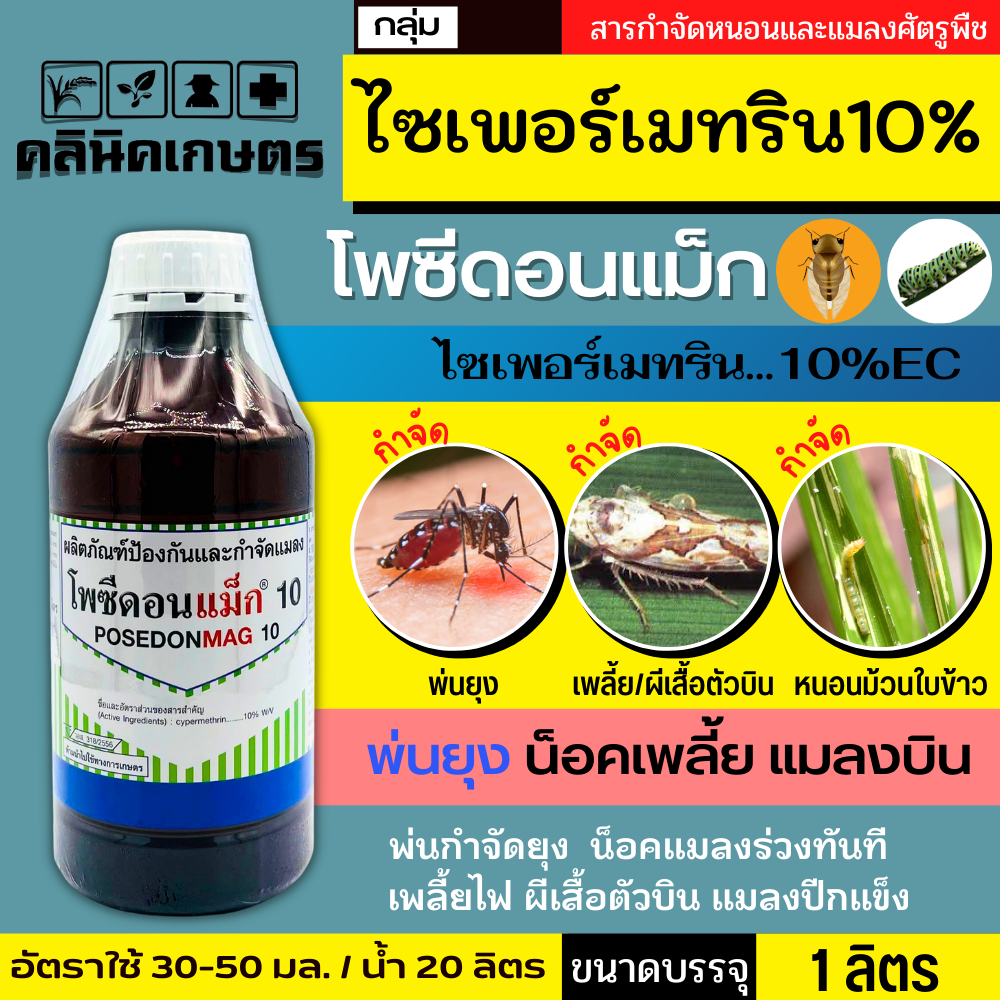 กลุ่ม
สารกำจัดหนอนและแมลงศัตรูพืช
คลินิคเกษตร
ไซเพอร์เมทริน10%
โพซีดอนแม็ก
ไซเพอร์เมทริน...10%EC
กำจัด
กำจัด
กำจัด
พ่นยุง
เพลี้ย/ผีเสื้อตัวบิน
หนอนม้วนใบข้าว
ผลิตภัณฑ์ป้องกันและกำจัดแมลง
โพซีดอนแม็ก® 10
POSEDONMAG 10
ชื่อและอัตราส่วนของสารสำคัญ
(Active Ingredients) : cypermethrin........10% W/V
318/2556
ห้ามนำไปใช้ทางการเกษตร
พ่นยุง น็อคเพลี้ย แมลงบิน
พ่นกำจัดยุง น็อคแมลงร่วงทันที
เพลี้ยไฟ ผีเสื้อตัวบิน แมลงปีกแข็ง
อัตราใช้ 30-50 มล. / น้ำ 20 ลิตร
ขนาดบรรจุ
1 ลิตร